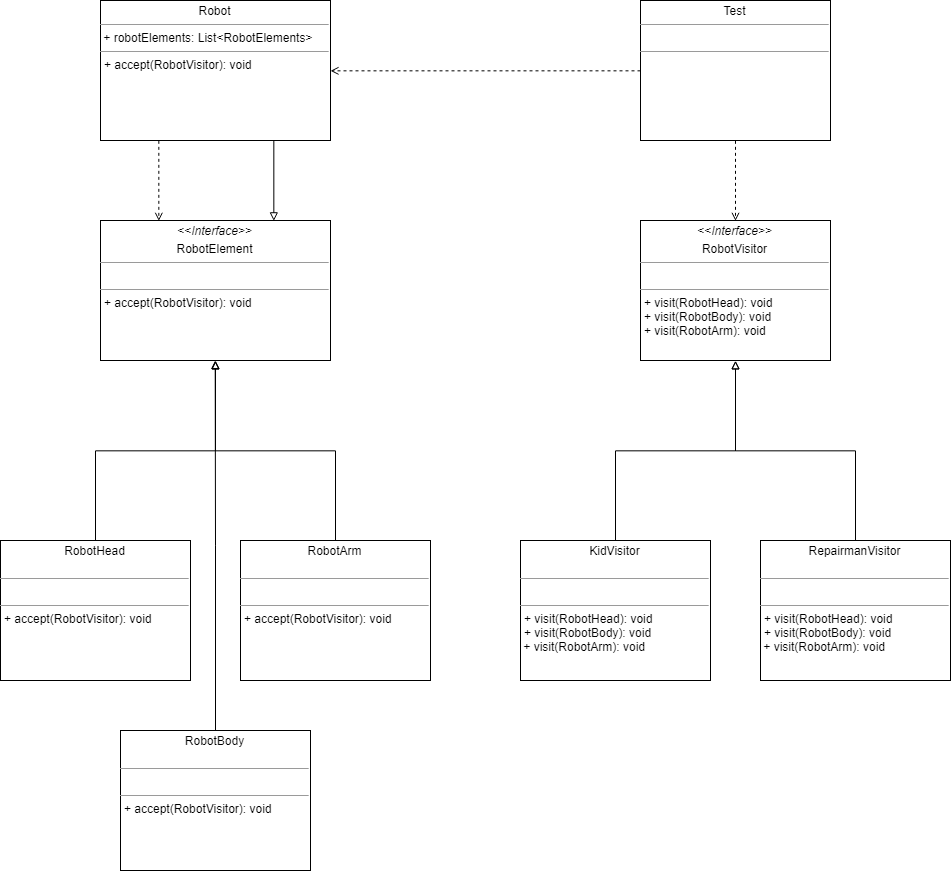 Robot
+ robotElements: List<RobotElements>
+ accept(RobotVisitor): void
Test
<<Interface>>
RobotElement
+ accept(RobotVisitor): void
<<Interface>>
RobotVisitor
+ visit(RobotHead): void
+ visit(RobotBody): void
+ visit(RobotArm): void
RobotHead
+ accept(RobotVisitor): void
RobotArm
+ accept(RobotVisitor): void
KidVisitor
+ visit(RobotHead): void
+ visit(RobotBody): void
+ visit(RobotArm): void
RepairmanVisitor
+ visit(RobotHead): void
+ visit(RobotBody): void
+ visit(RobotArm): void
RobotBody
+ accept(RobotVisitor): void